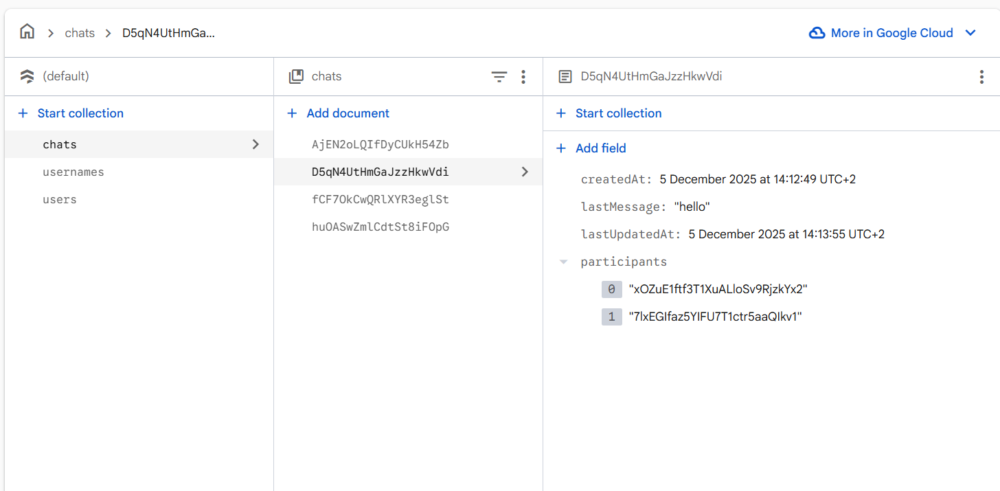 chats D5qN4UtHmGa... More in Google Cloud
(default)
Start collection
chats
usernames
users
chats
Add document
AjEN2oLQIfDyCUkH54Zb
D5qN4UtHmGaJzzHkwVdi
fCF7OkCwQRlXYR3eglSt
huOASwZmlCdtSt8iFOpG
D5qN4UtHmGaJzzHkwVdi
Start collection
Add field
createdAt: 5 December 2025 at 14:12:49 UTC+2
lastMessage: "hello"
lastUpdatedAt: 5 December 2025 at 14:13:55 UTC+2
participants
0 "xOZuE1ftf3T1XuALloSv9RjzkYx2"
1 "7lxEGIfaz5YIFU7T1ctr5aaQIkv1"